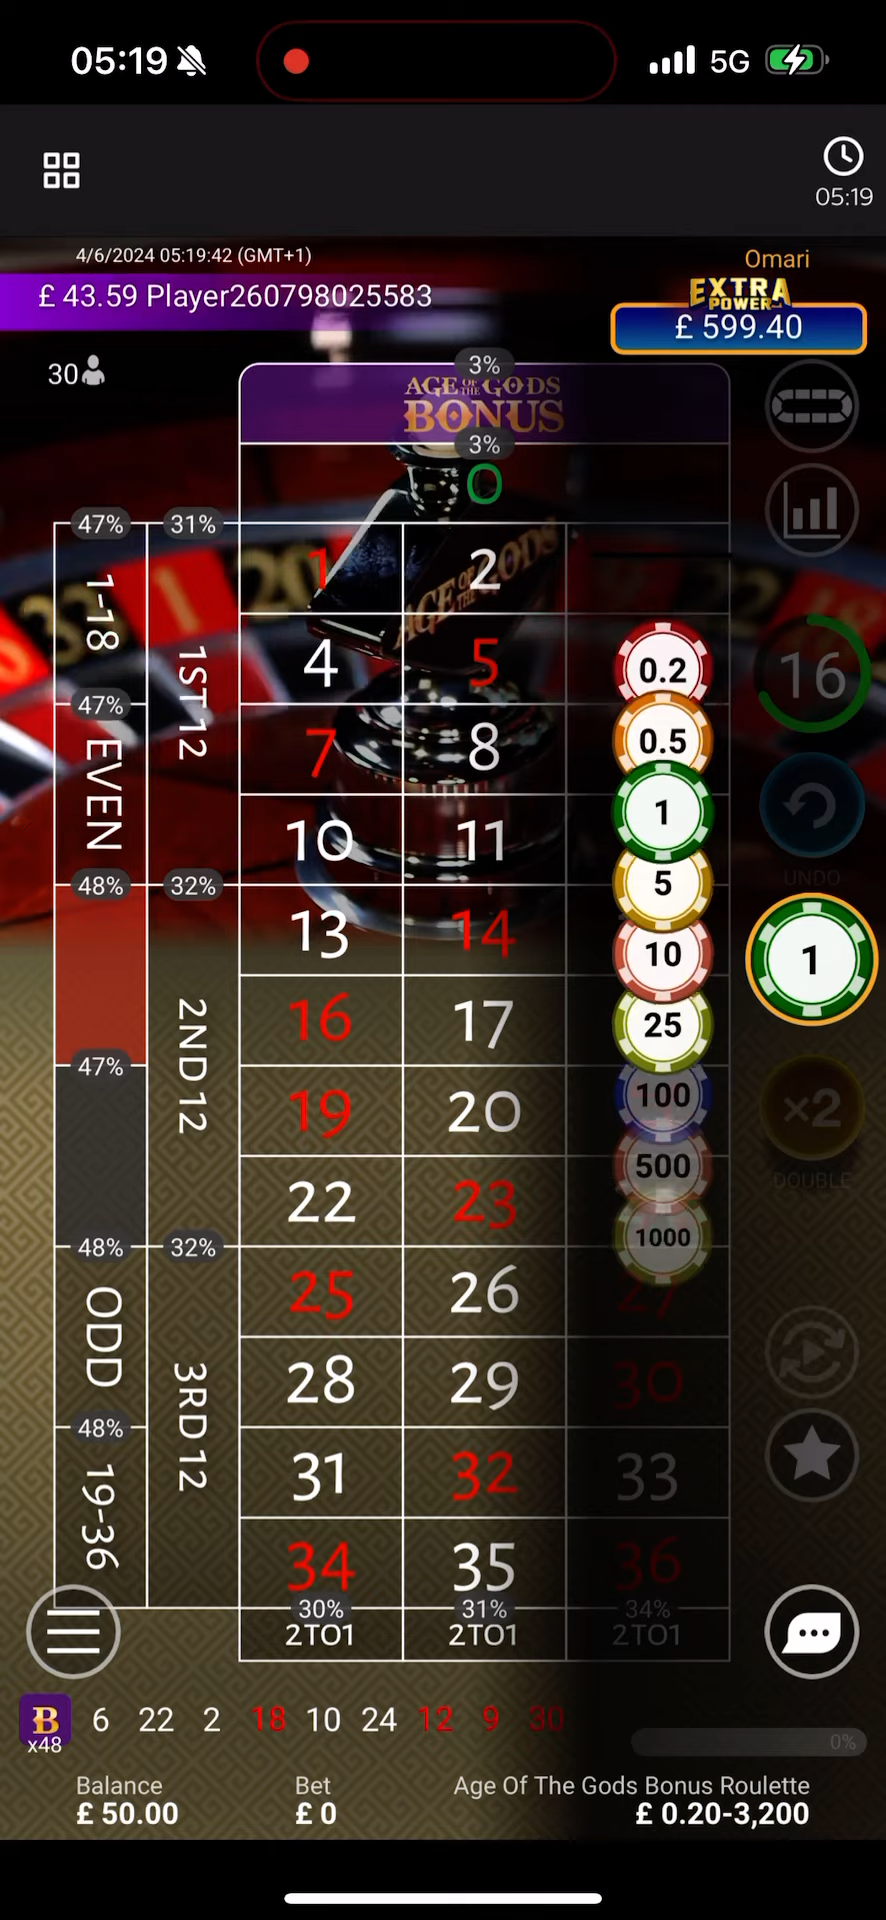 05:19 5G
05:19
4/6/2024 05:19:42 (GMT+1)
Omari
£ 43.59 Player260798025583
EXTRA
POWER
£ 599.40
30
3%
AGE OF THE GODS
BONUS
3%
0
47% 31%
1-18 1ST 12 1 2
AGE OF THE GODS
4 5 0.2 16
47%
EVEN 7 8 0.5
10 11 1
UNDO
48% 32%
5
13 14 10 1
2ND 12 16 17 25
47%
19 20 100 ×2
22 23 500 DOUBLE
48% 32%
1000
ODD 25 26 27
3RD 12 28 29 30
48%
19-36 31 32 33
34 35 36
30% 31% 34%
2TO1 2TO1 2TO1
B 6 22 2 18 10 24 12 9 30
x48
0%
Balance Bet Age Of The Gods Bonus Roulette
£ 50.00 £ 0 £ 0.20-3,200